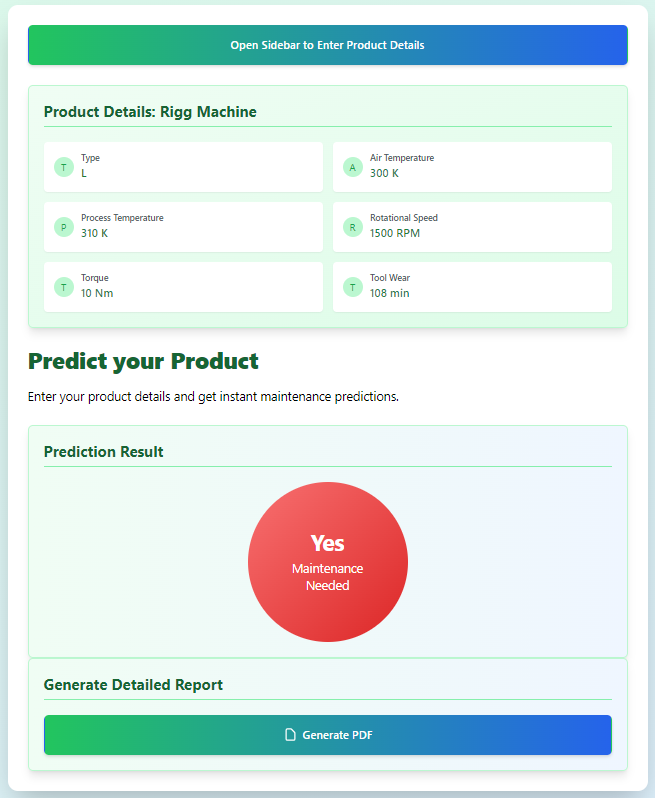 Open Sidebar to Enter Product Details
Product Details: Rigg Machine
T
Type
L
A
Air Temperature
300 K
P
Process Temperature
310 K
R
Rotational Speed
1500 RPM
T
Torque
10 Nm
T
Tool Wear
108 min
Predict your Product
Enter your product details and get instant maintenance predictions.
Prediction Result
Yes
Maintenance
Needed
Generate Detailed Report
Generate PDF